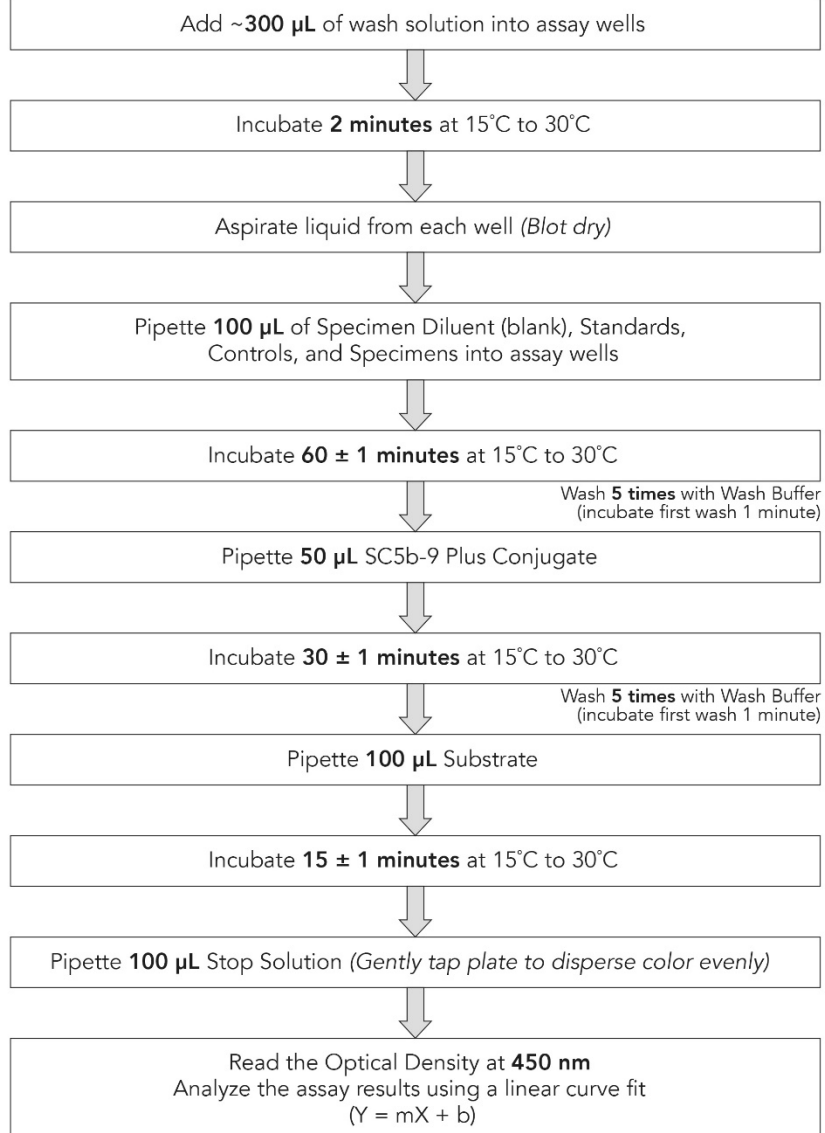 Add ~300 µL of wash solution into assay wells
Incubate 2 minutes at 15˚C to 30˚C
Aspirate liquid from each well (Blot dry)
Pipette 100 µL of Specimen Diluent (blank), Standards,
Controls, and Specimens into assay wells
Incubate 60 ± 1 minutes at 15˚C to 30˚C
Wash 5 times with Wash Buffer
(incubate first wash 1 minute)
Pipette 50 µL SC5b-9 Plus Conjugate
Incubate 30 ± 1 minutes at 15˚C to 30˚C
Wash 5 times with Wash Buffer
(incubate first wash 1 minute)
Pipette 100 µL Substrate
Incubate 15 ± 1 minutes at 15˚C to 30˚C
Pipette 100 µL Stop Solution (Gently tap plate to disperse color evenly)
Read the Optical Density at 450 nm
Analyze the assay results using a linear curve fit
(Y = mX + b)